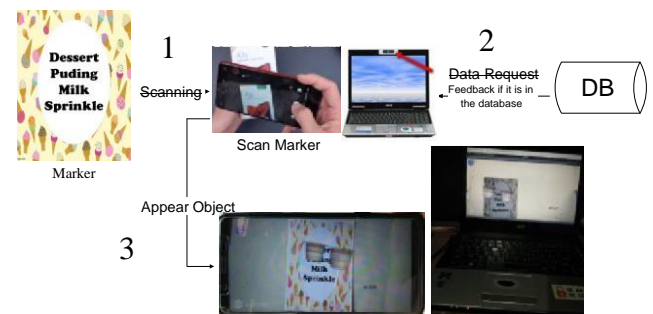 Dessert
Puding
Milk
Sprinkle
Marker
1
Scanning
Scan Marker
2
Data Request
Feedback if it is in
the database
DB
Appear Object
3
Milk
Sprinkle